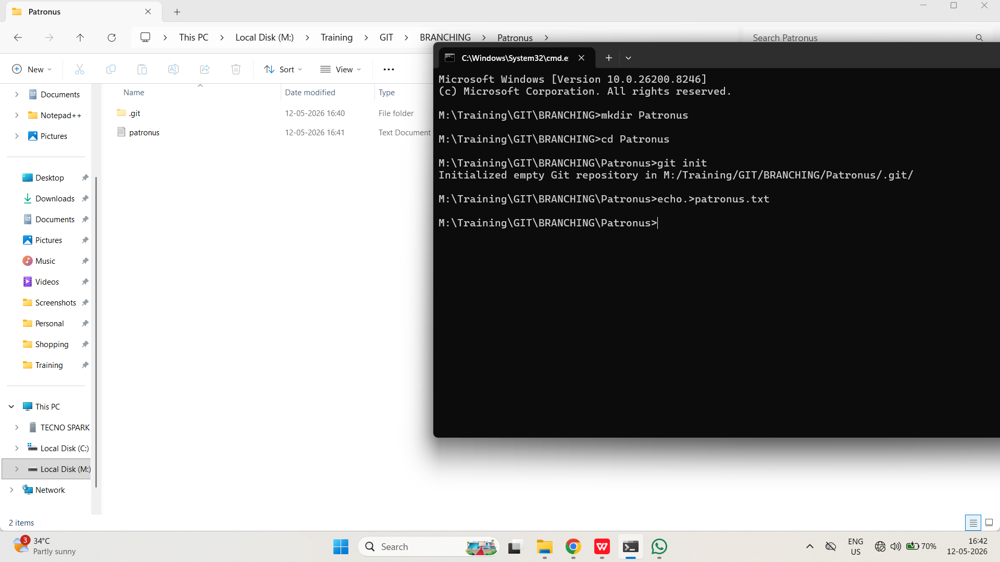 Patronus
This PC
Local Disk (M:)
Training
GIT
BRANCHING
Patronus
Search Patronus
New
Sort
View
Name
Date modified
Type
.git
12-05-2026 16:40
File folder
patronus
12-05-2026 16:41
Text Document
Documents
Notepad++
Pictures
Desktop
Downloads
Documents
Pictures
Music
Videos
Screenshots
Personal
Shopping
Training
This PC
TECNO SPARK
Local Disk (C:)
Local Disk (M:)
Network
2 items
C:\Windows\System32\cmd.e
Microsoft Windows [Version 10.0.26200.8246]
(c) Microsoft Corporation. All rights reserved.
M:\Training\GIT\BRANCHING>mkdir Patronus
M:\Training\GIT\BRANCHING>cd Patronus
M:\Training\GIT\BRANCHING\Patronus>git init
Initialized empty Git repository in M:/Training/GIT/BRANCHING/Patronus/.git/
M:\Training\GIT\BRANCHING\Patronus>echo.>patronus.txt
M:\Training\GIT\BRANCHING\Patronus>
3
34°C
Partly sunny
Search
ENG
US
70%
16:42
12-05-2026